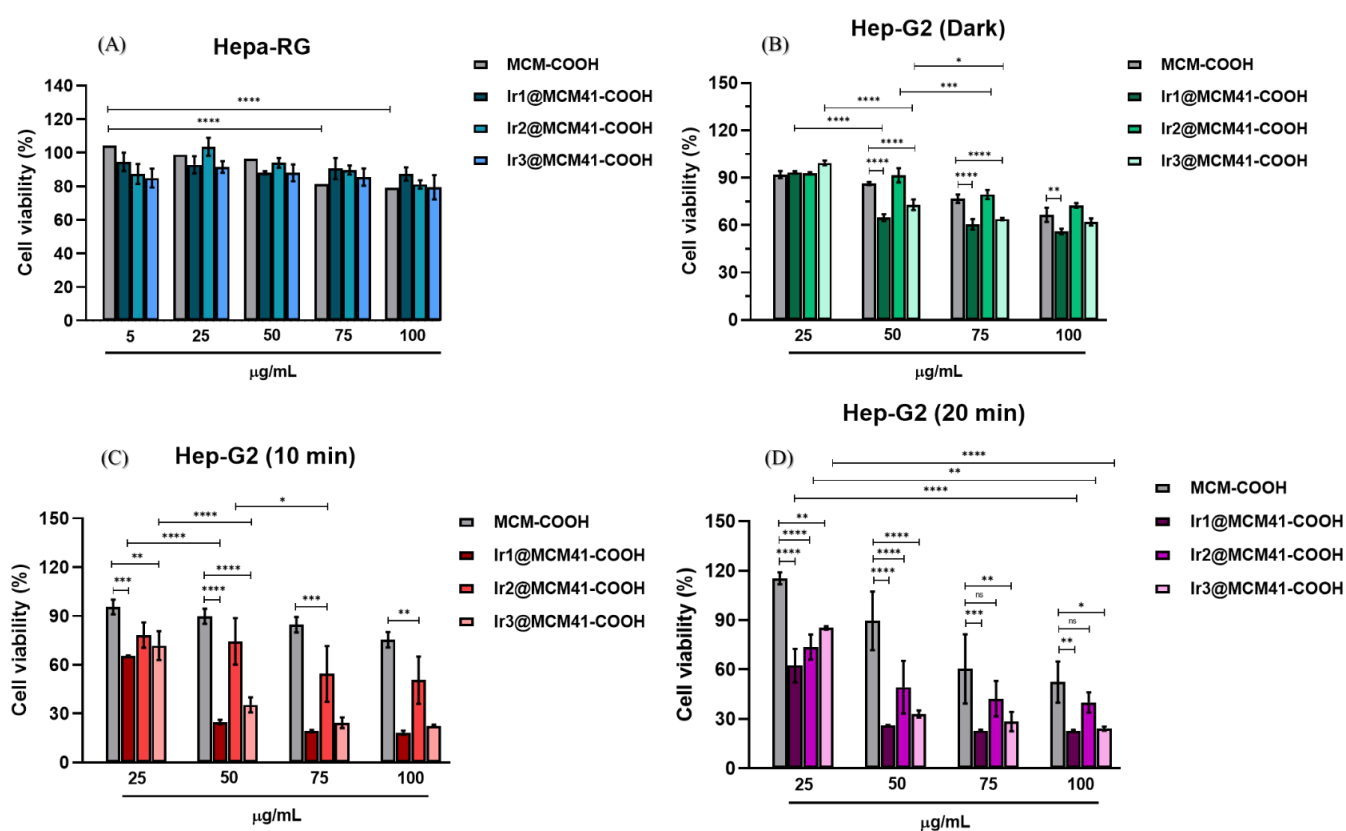 (A)
Hepa-RG
MCM-COOH
Ir1@MCM41-COOH
Ir2@MCM41-COOH
Ir3@MCM41-COOH
Cell viability (%)
140
120
100
80
60
40
20
0
****
****
5 25 50 75 100
µg/mL
(B)
Hep-G2 (Dark)
MCM-COOH
Ir1@MCM41-COOH
Ir2@MCM41-COOH
Ir3@MCM41-COOH
Cell viability (%)
150
120
90
60
30
0
*
***
****
****
****
****
****
****
**
25 50 75 100
µg/mL
(C)
Hep-G2 (10 min)
MCM-COOH
Ir1@MCM41-COOH
Ir2@MCM41-COOH
Ir3@MCM41-COOH
Cell viability (%)
150
120
90
60
30
0
*
****
****
**
***
****
****
***
**
25 50 75 100
µg/mL
(D)
Hep-G2 (20 min)
MCM-COOH
Ir1@MCM41-COOH
Ir2@MCM41-COOH
Ir3@MCM41-COOH
Cell viability (%)
150
120
90
60
30
0
****
**
****
**
****
****
****
****
****
**
ns
***
*
ns
**
25 50 75 100
µg/mL